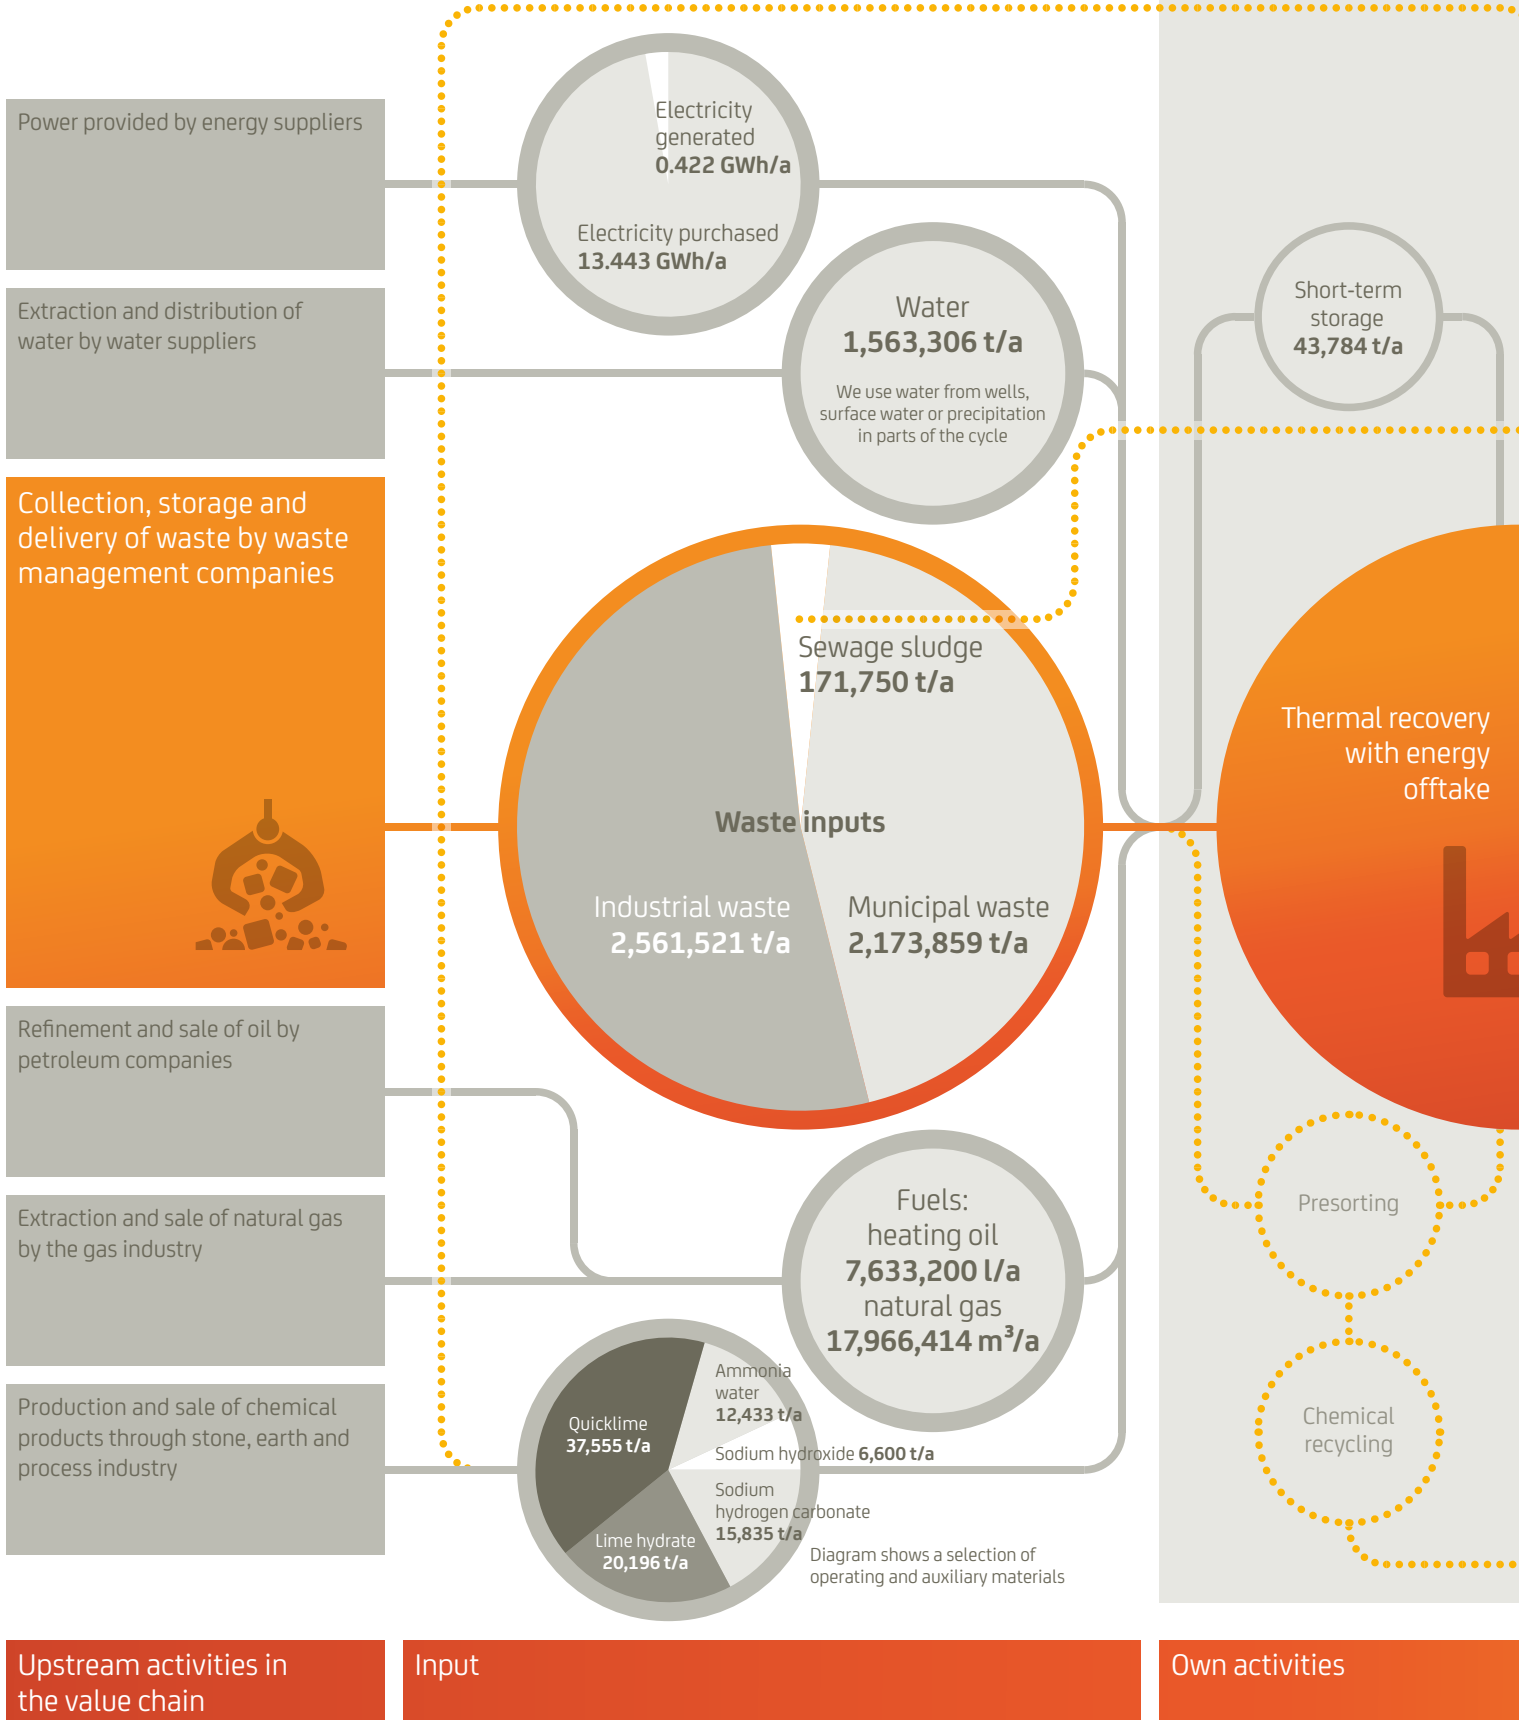 Power provided by energy suppliers
Extraction and distribution of
water by water suppliers
Collection, storage and
delivery of waste by waste
management companies
Refinement and sale of oil by
petroleum companies
Extraction and sale of natural gas
by the gas industry
Production and sale of chemical
products through stone, earth and
process industry
Upstream activities in
the value chain
Electricity
generated
0.422 GWh/a
Electricity purchased
13.443 GWh/a
Water
1,563,306 t/a
We use water from wells,
surface water or precipitation
in parts of the cycle
Sewage sludge
171,750 t/a
Waste inputs
Industrial waste
2,561,521 t/a
Municipal waste
2,173,859 t/a
Fuels:
heating oil
7,633,200 l/a
natural gas
17,966,414 m³/a
Ammonia
water
12,433 t/a
Quicklime
37,555 t/a
Sodium hydroxide 6,600 t/a
Sodium
hydrogen carbonate
15,835 t/a
Lime hydrate
20,196 t/a
Diagram shows a selection of
operating and auxiliary materials
Input
Short-term
storage
43,784 t/a
Thermal recovery
with energy
offtake
Presorting
Chemical
recycling
Own activities